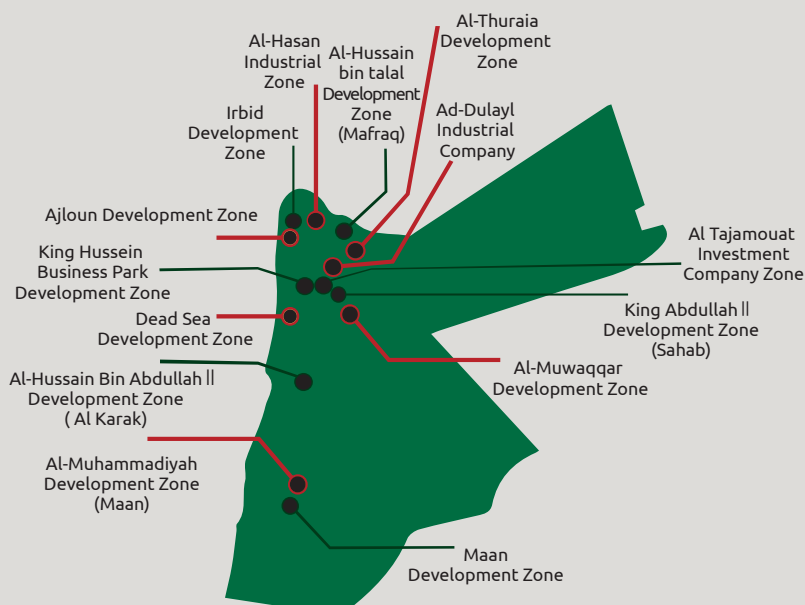 Al-Thuraia
Development
Zone
Al-Hasan
Industrial
Zone
Al-Hussain
bin talal
Development
Zone
(Mafraq)
Ad-Dulayl
Industrial
Company
Irbid
Development
Zone
Ajloun Development Zone
King Hussein
Business Park
Development Zone
Al Tajamouat
Investment
Company Zone
Dead Sea
Development Zone
King Abdullah II
Development Zone
(Sahab)
Al-Muwaqqar
Development Zone
Al-Hussain Bin Abdullah II
Development Zone
( Al Karak)
Al-Muhammadiyah
Development Zone
(Maan)
Maan
Development Zone